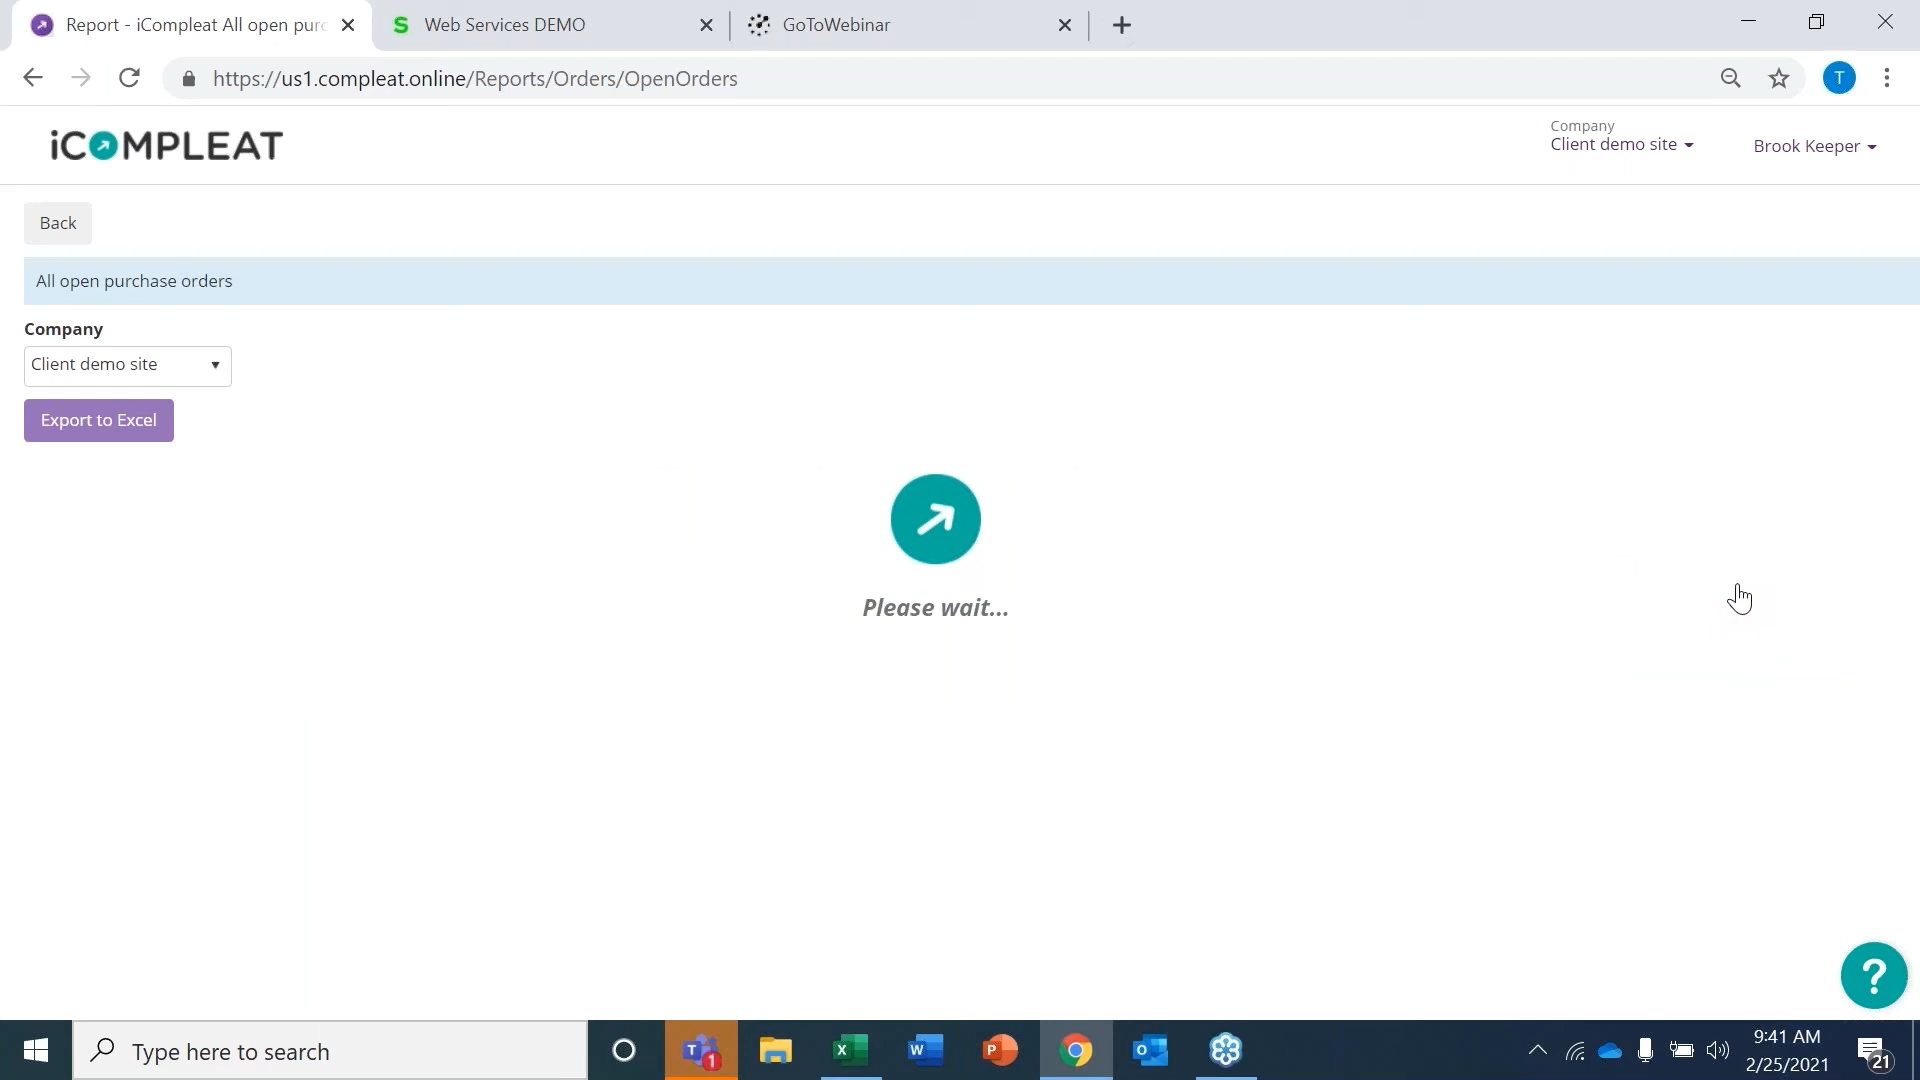 Report - iCompleat All open purc
Web Services DEMO
GoToWebinar
https://us1.compleat.online/Reports/Orders/OpenOrders
T
iCOMPLEAT
Company
Client demo site
Brook Keeper
Back
All open purchase orders
Company
Client demo site
Export to Excel
Please wait...
?
Type here to search
9:41 AM
2/25/2021
21